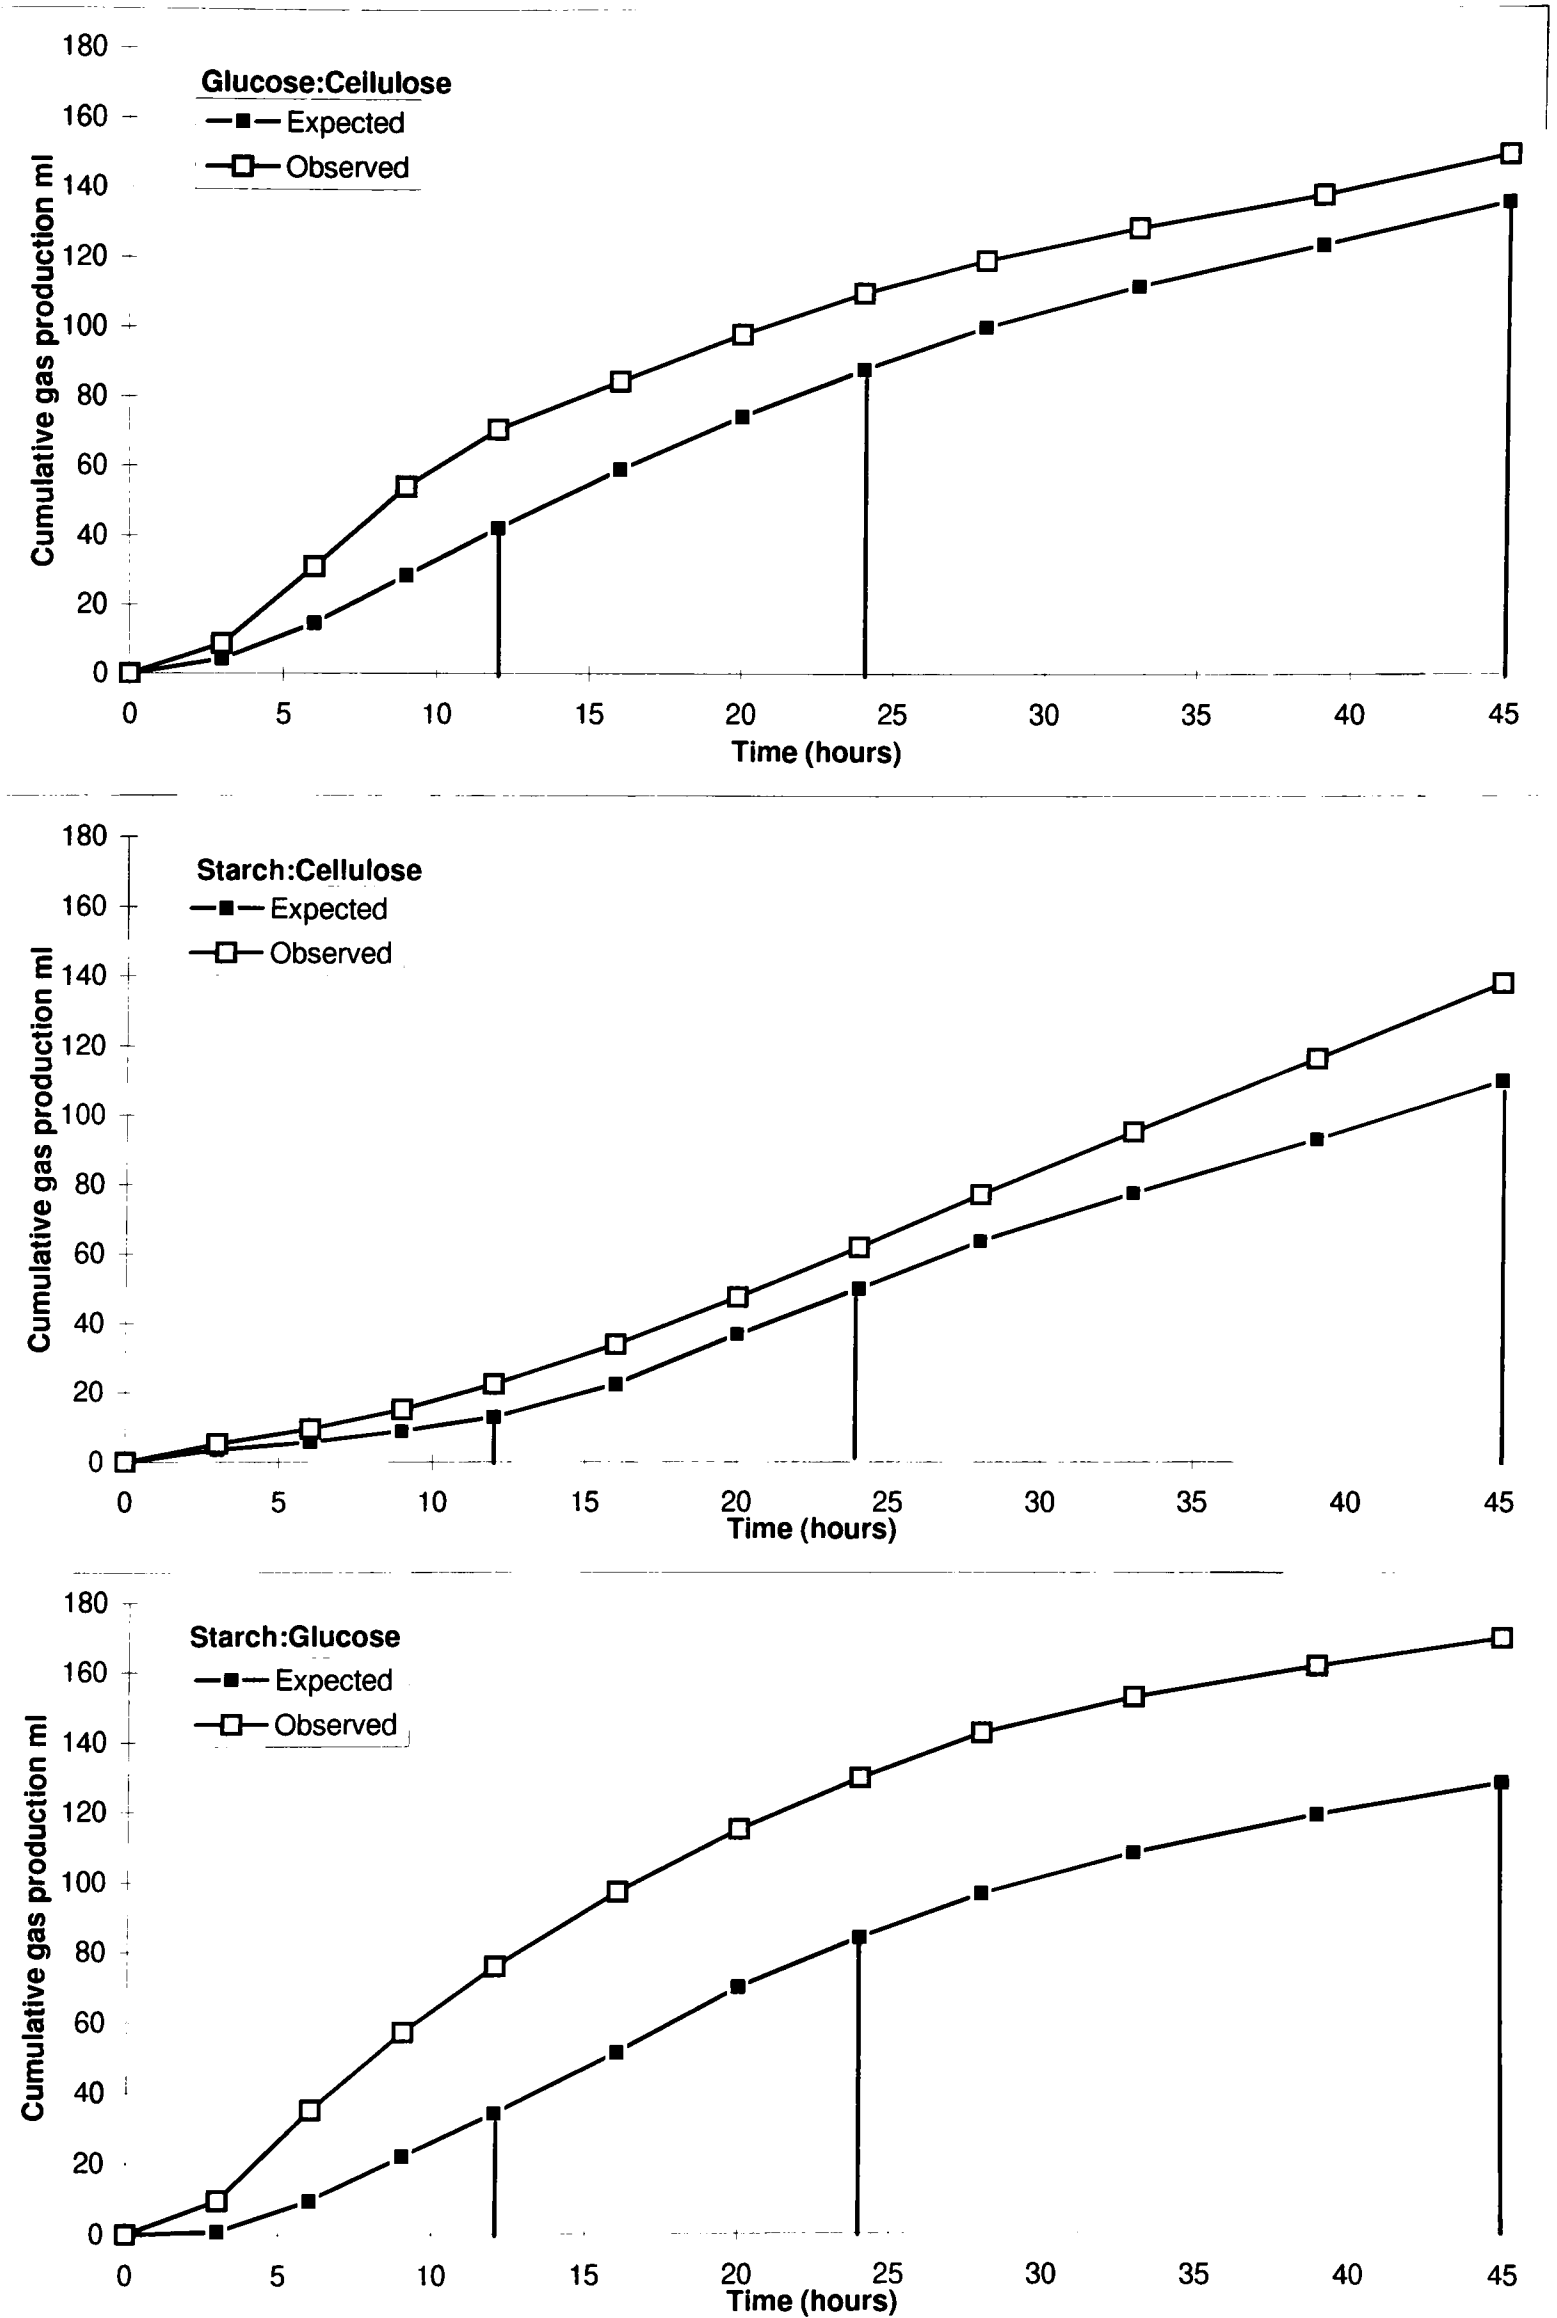 Glucose:Ceilulose
Expected
Observed
Cumulative gas production ml
180
160
140
120
100
80
60
40
20
0
0 5 10 15 20 25 30 35 40 45
Time (hours)
Starch:Cellulose
Expected
Observed
Cumulative gas production ml
180
160
140
120
100
80
60
40
20
0
0 5 10 15 20 25 30 35 40 45
Time (hours)
Starch:Glucose
Expected
Observed
Cumulative gas production ml
180
160
140
120
100
80
60
40
20
0
0 5 10 15 20 25 30 35 40 45
Time (hours)